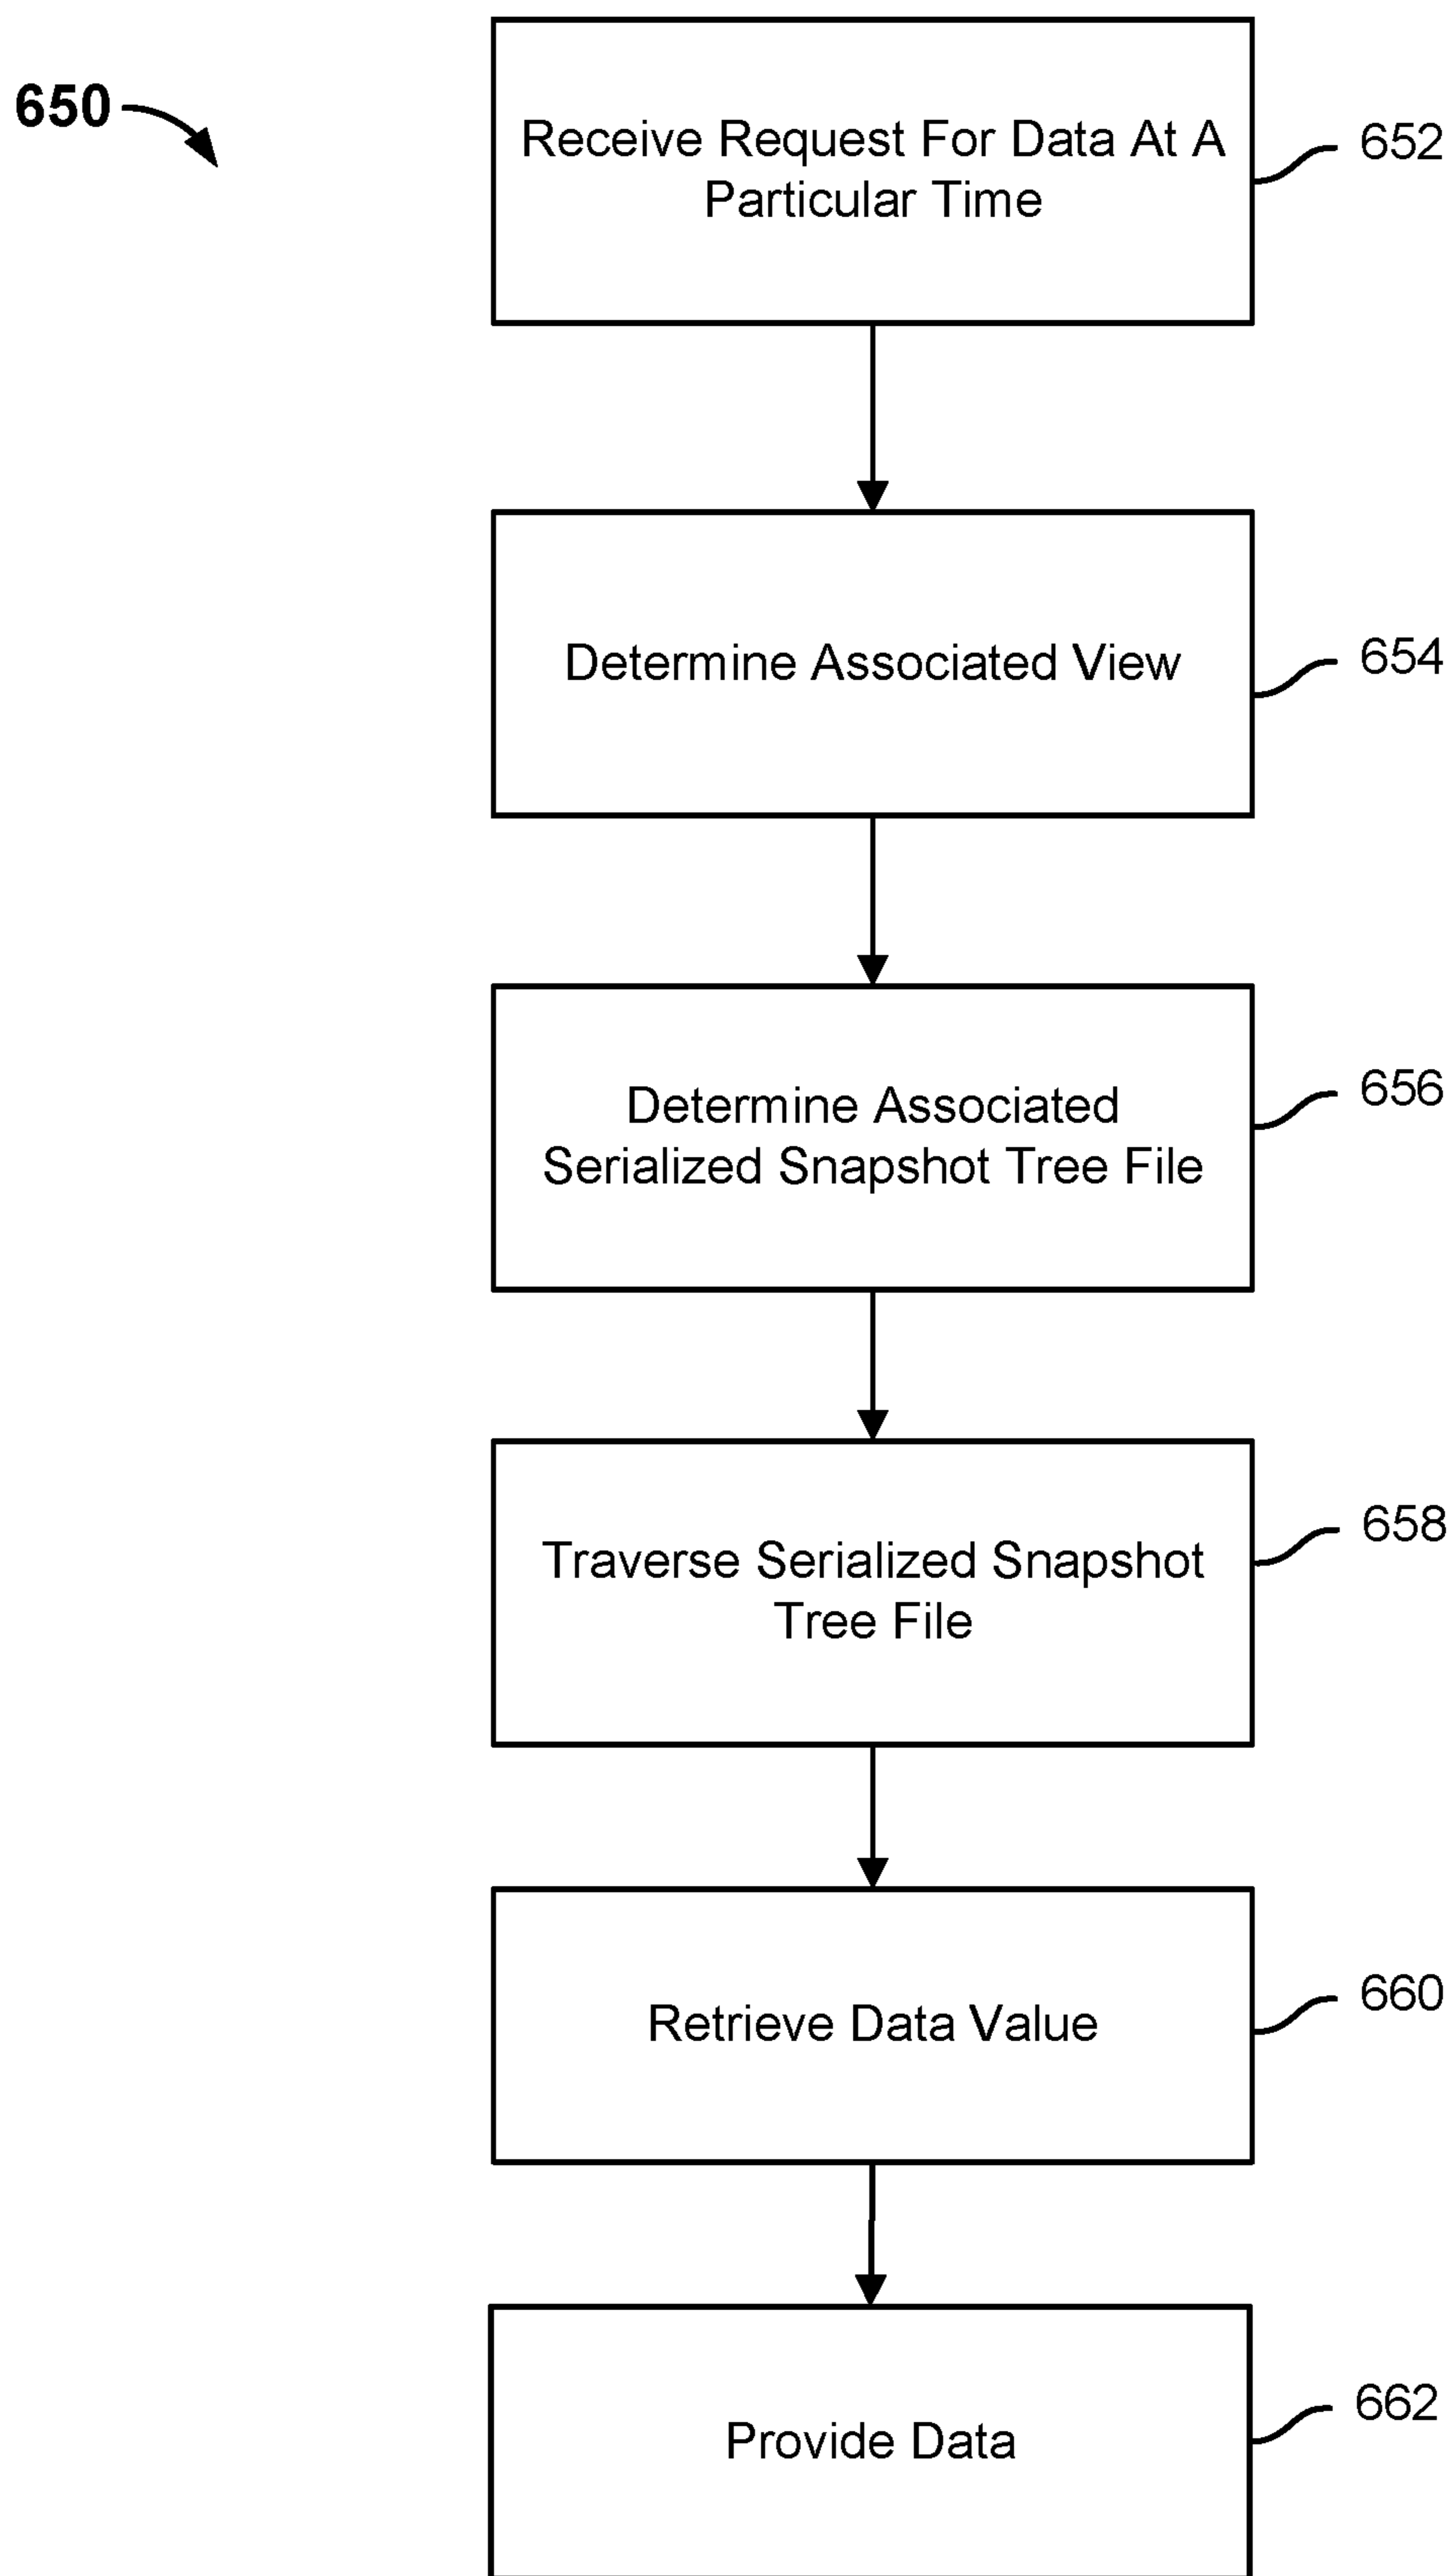 650
Receive Request For Data At A
Particular Time
652
Determine Associated View
654
Determine Associated
Serialized Snapshot Tree File
656
Traverse Serialized Snapshot
Tree File
658
Retrieve Data Value
660
Provide Data
662